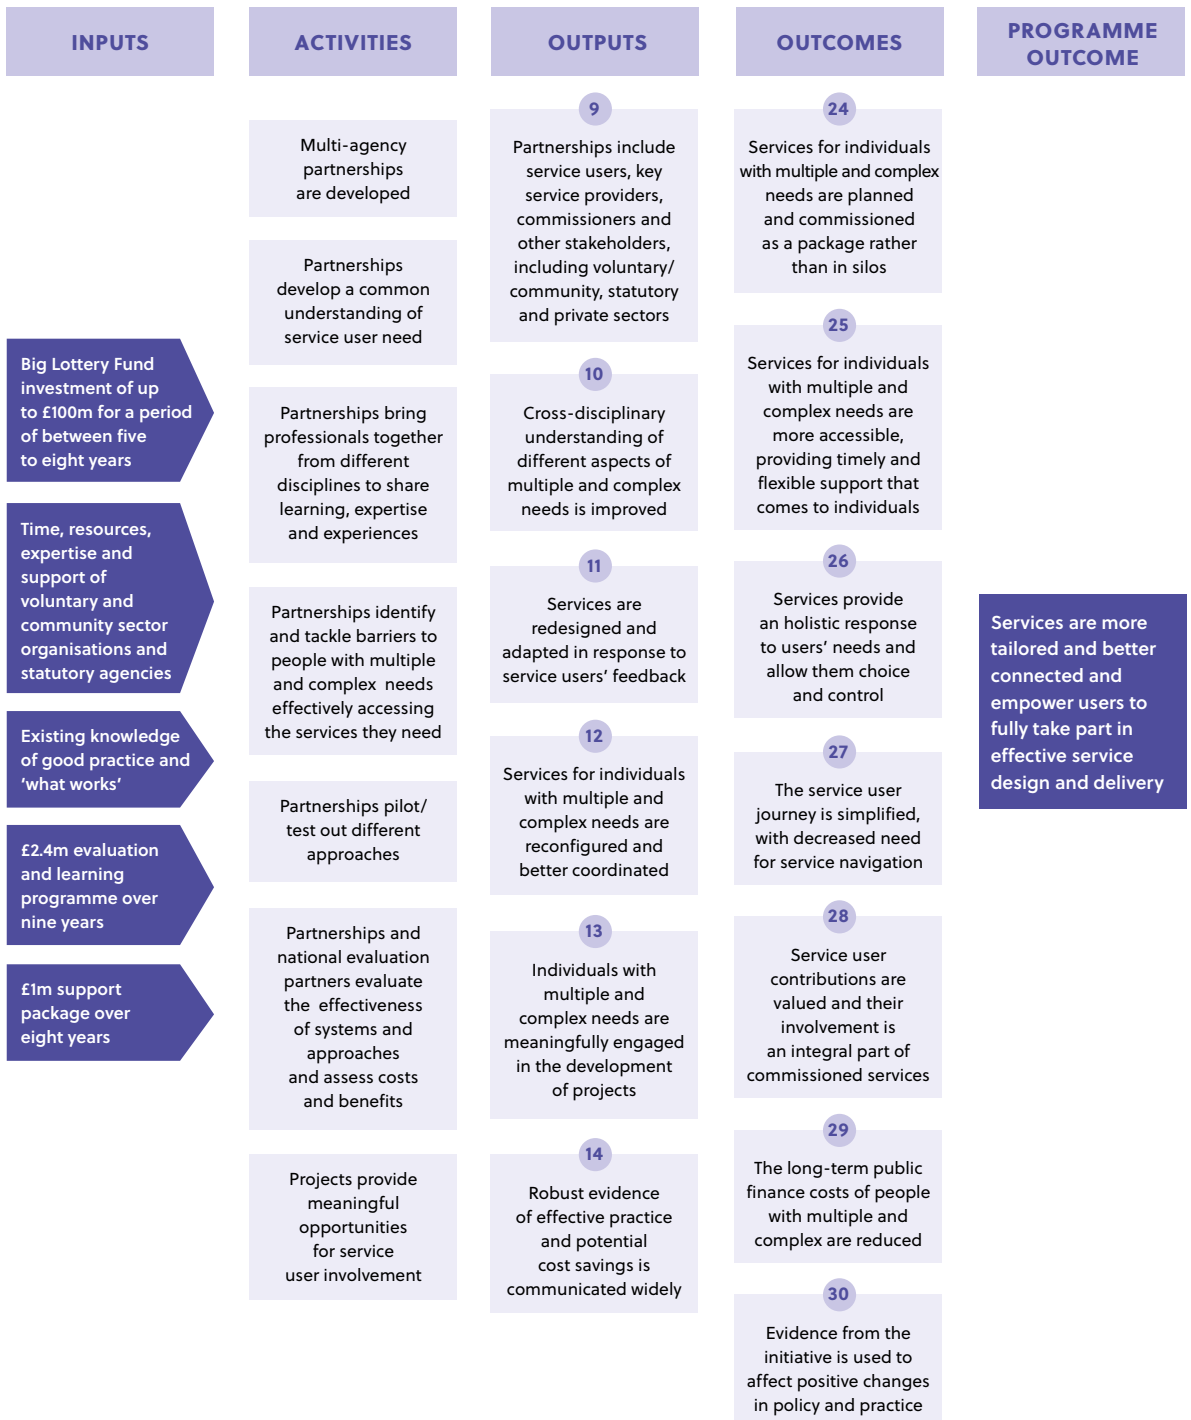 INPUTS
Big Lottery Fund
investment of up
to £100m for a period
of between five
to eight years
Time, resources,
expertise and
support of
voluntary and
community sector
organisations and
statutory agencies
Existing knowledge
of good practice and
‘what works’
£2.4m evaluation
and learning
programme over
nine years
£1m support
package over
eight years
ACTIVITIES
Multi-agency
partnerships
are developed
Partnerships
develop a common
understanding of
service user need
Partnerships bring
professionals together
from different
disciplines to share
learning, expertise
and experiences
Partnerships identify
and tackle barriers to
people with multiple
and complex needs
effectively accessing
the services they need
Partnerships pilot/
test out different
approaches
Partnerships and
national evaluation
partners evaluate
the effectiveness
of systems and
approaches
and assess costs
and benefits
Projects provide
meaningful
opportunities
for service
user involvement
OUTPUTS
9
Partnerships include
service users, key
service providers,
commissioners and
other stakeholders,
including voluntary/
community, statutory
and private sectors
10
Cross-disciplinary
understanding of
different aspects of
multiple and complex
needs is improved
11
Services are
redesigned and
adapted in response to
service users’ feedback
12
Services for individuals
with multiple and
complex needs are
reconfigured and
better coordinated
13
Individuals with
multiple and
complex needs are
meaningfully engaged
in the development
of projects
14
Robust evidence
of effective practice
and potential
cost savings is
communicated widely
OUTCOMES
24
Services for individuals
with multiple and complex
needs are planned
and commissioned
as a package rather
than in silos
25
Services for individuals
with multiple and
complex needs are
more accessible,
providing timely and
flexible support that
comes to individuals
26
Services provide
an holistic response
to users’ needs and
allow them choice
and control
27
The service user
journey is simplified,
with decreased need
for service navigation
28
Service user
contributions are
valued and their
involvement is
an integral part of
commissioned services
29
The long-term public
finance costs of people
with multiple and
complex are reduced
30
Evidence from the
initiative is used to
affect positive changes
in policy and practice
PROGRAMME
OUTCOME
Services are more
tailored and better
connected and
empower users to
fully take part in
effective service
design and delivery